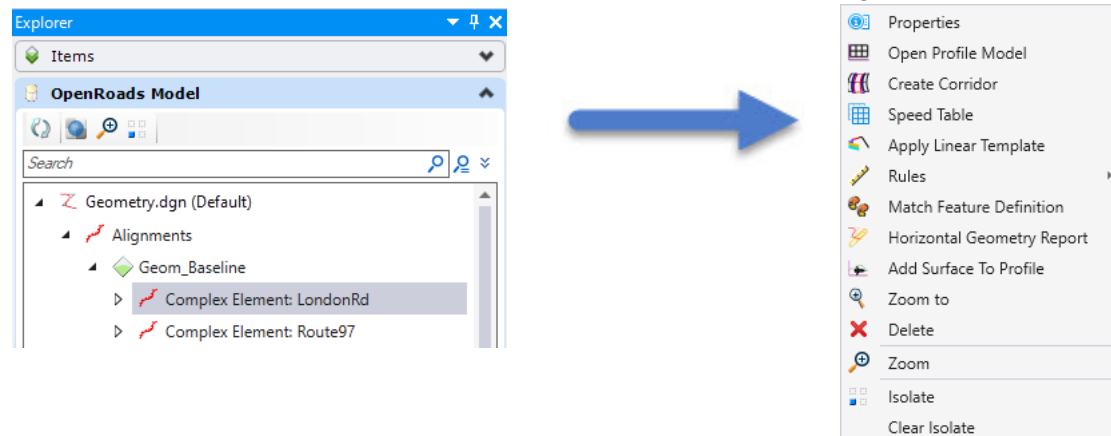 Explorer
Items
OpenRoads Model
Search
Geometry.dgn (Default)
Alignments
Geom_Baseline
Complex Element: LondonRd
Complex Element: Route97
Properties
Open Profile Model
Create Corridor
Speed Table
Apply Linear Template
Rules
Match Feature Definition
Horizontal Geometry Report
Add Surface To Profile
Zoom to
Delete
Zoom
Isolate
Clear Isolate